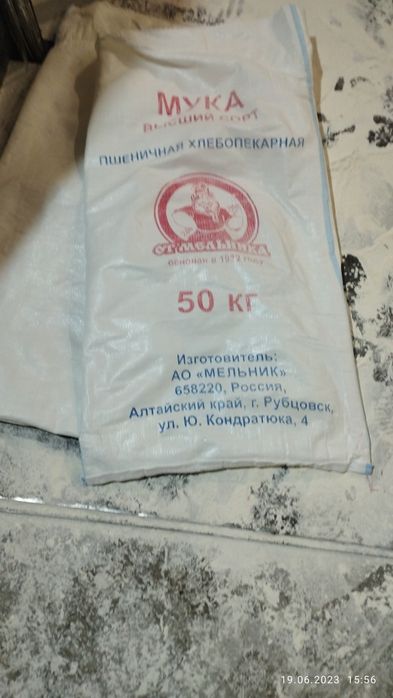 МУКА
ВЫСШИЙ СОРТ
ПШЕНИЧНАЯ ХЛЕБОПЕКАРНАЯ
ОТ МЕЛЬНИКА
основан в 1922 году
50 КГ
Изготовитель:
АО «МЕЛЬНИК»
658220, Россия,
Алтайский край, г. Рубцовск,
ул. Ю. Кондратюка, 4
19.06.2023 15:56